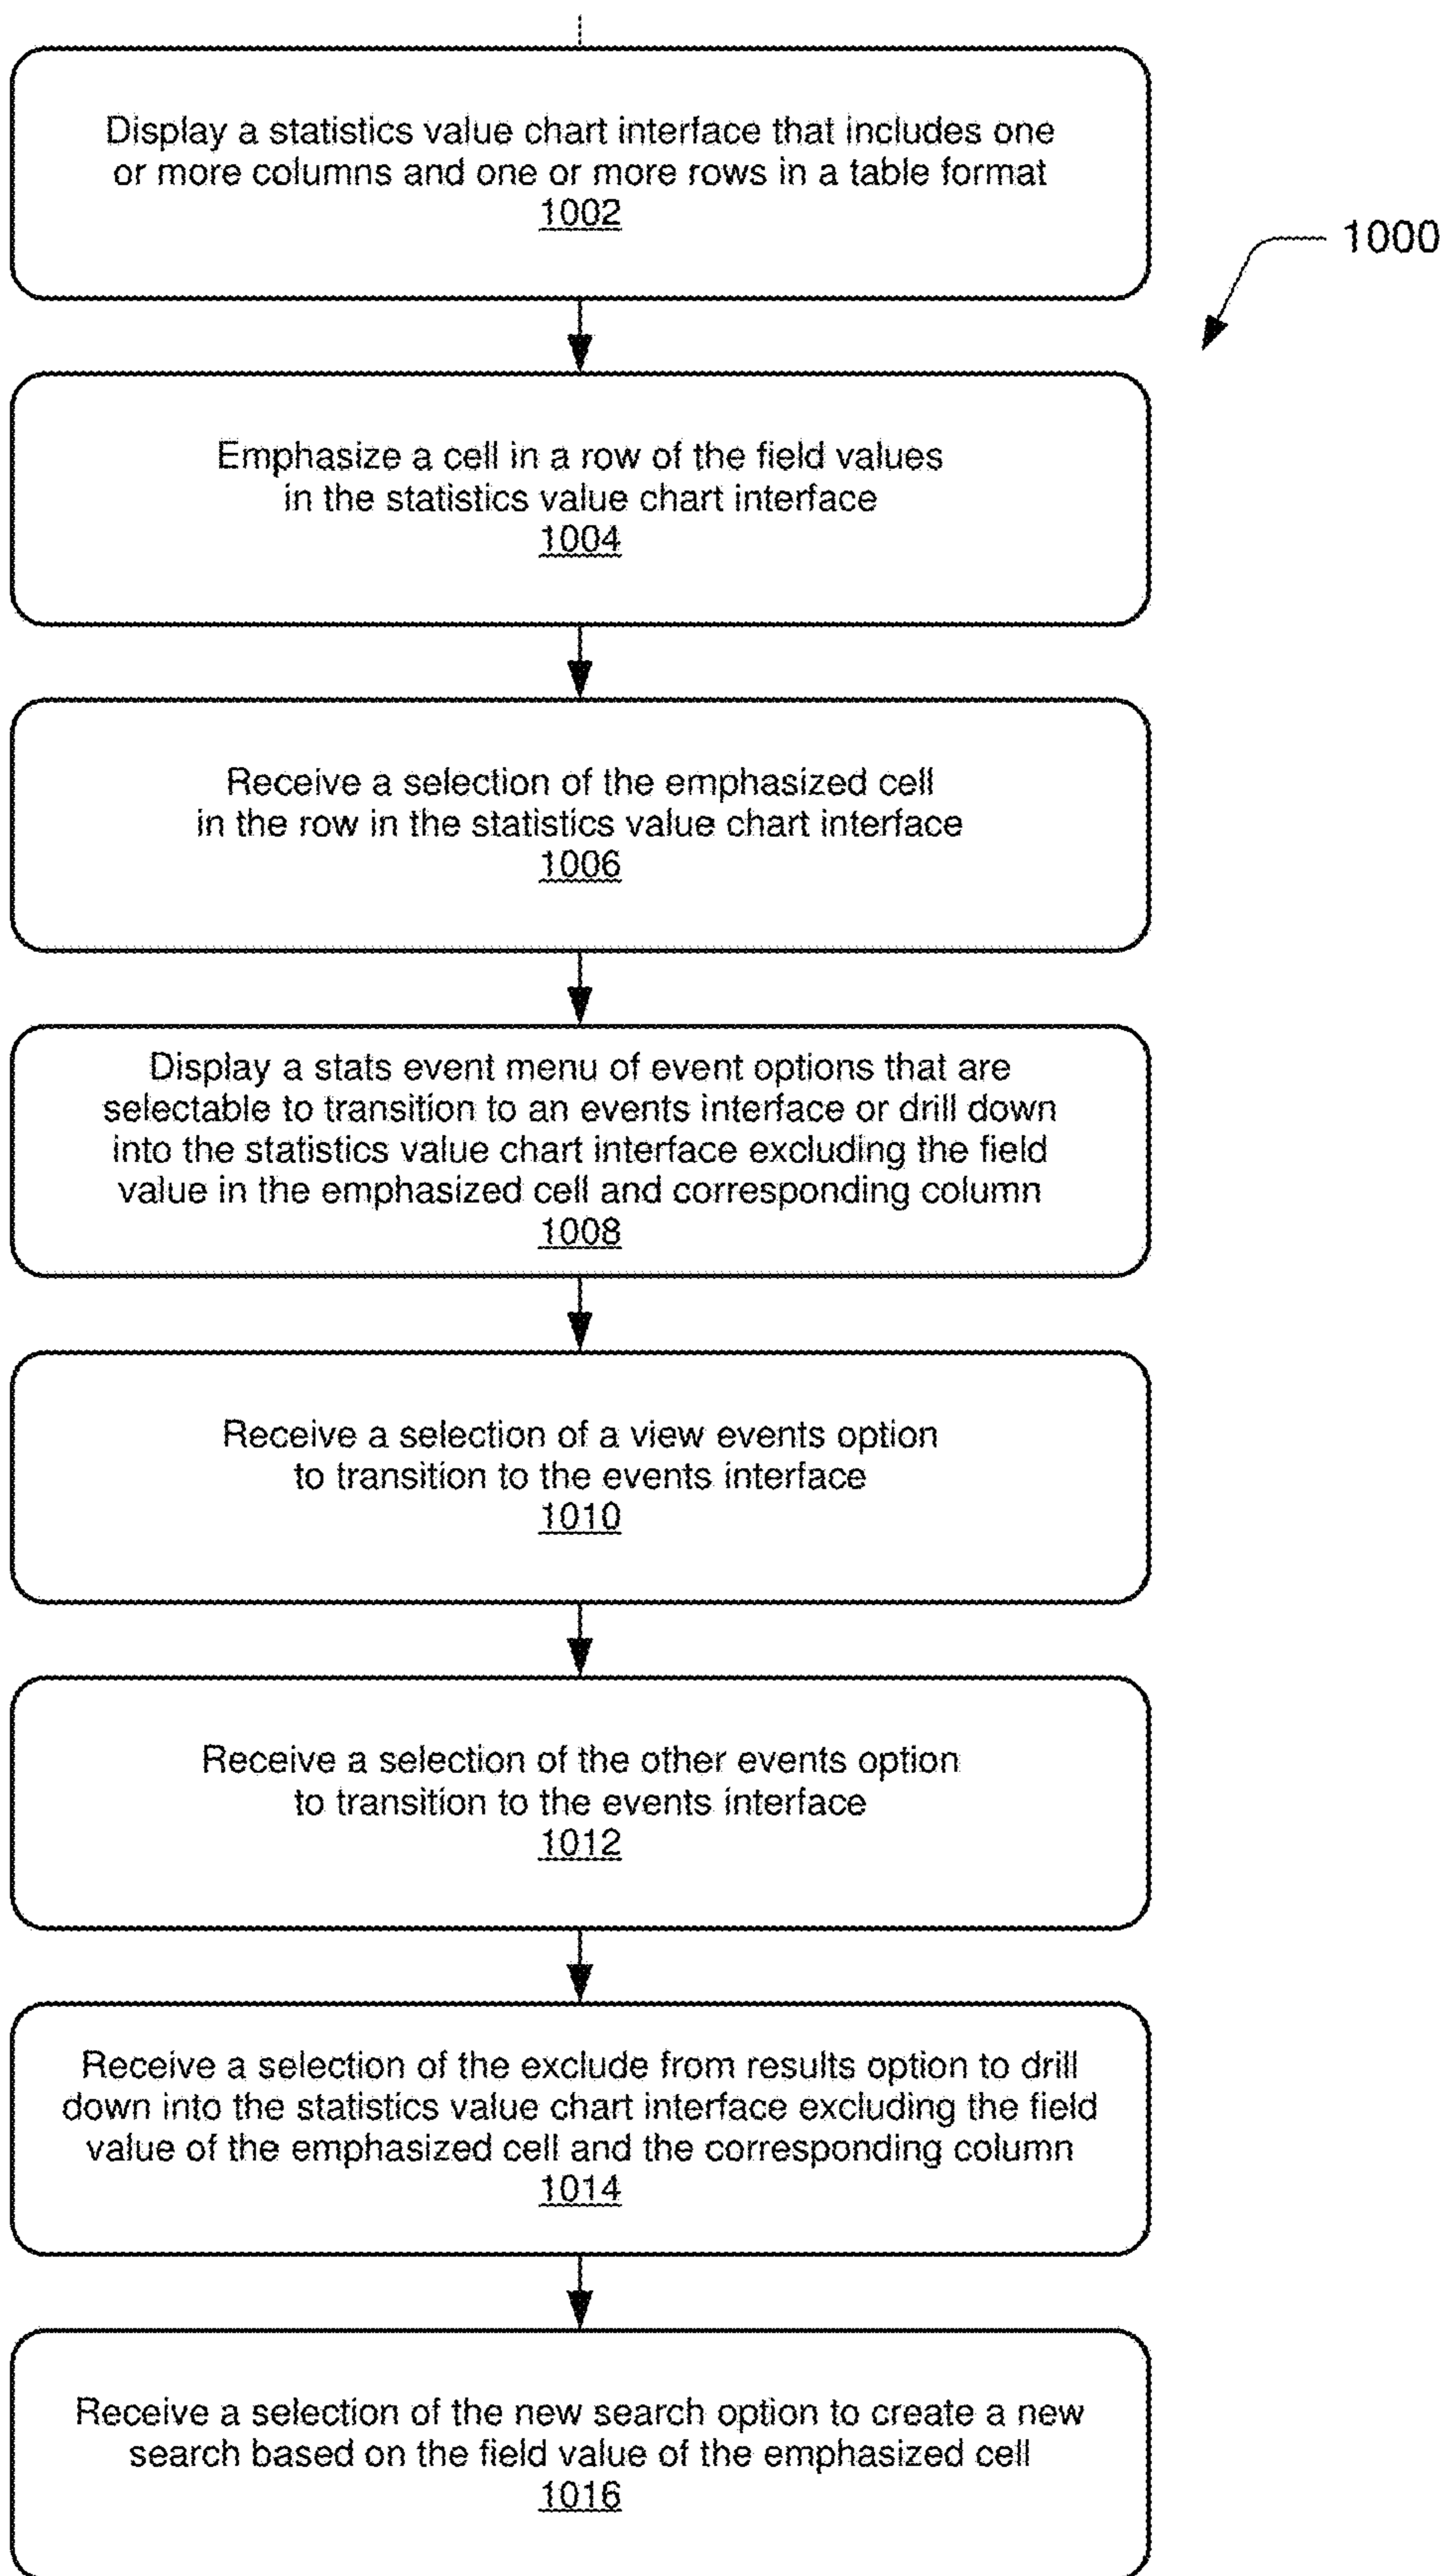 Display a statistics value chart interface that includes one
or more columns and one or more rows in a table format
1002
1000
Emphasize a cell in a row of the field values
in the statistics value chart interface
1004
Receive a selection of the emphasized cell
in the row in the statistics value chart interface
1006
Display a stats event menu of event options that are
selectable to transition to an events interface or drill down
into the statistics value chart interface excluding the field
value in the emphasized cell and corresponding column
1008
Receive a selection of a view events option
to transition to the events interface
1010
Receive a selection of the other events option
to transition to the events interface
1012
Receive a selection of the exclude from results option to drill
down into the statistics value chart interface excluding the field
value of the emphasized cell and the corresponding column
1014
Receive a selection of the new search option to create a new
search based on the field value of the emphasized cell
1016